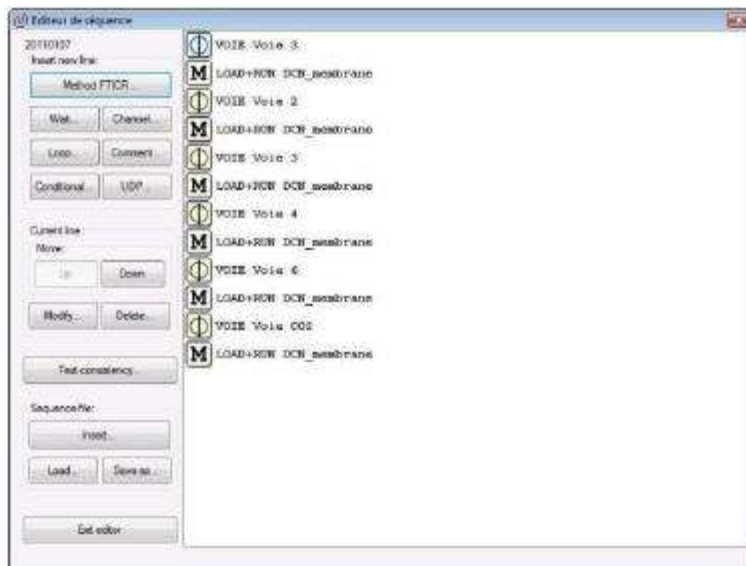 Editeur de séquence
20110107
Insert new line:
Method FTICR...
Wait... Channel...
Loop... Comment...
Conditional... UDP...
Current line:
Move:
Up Down
Modify... Delete...
Test consistency...
Sequence file:
Insert...
Load... Save as...
Exit editor
VOIE Voie 3
LOAD+RUN DCN_membrane
VOIE Voie 2
LOAD+RUN DCN_membrane
VOIE Voie 3
LOAD+RUN DCN_membrane
VOIE Voie 4
LOAD+RUN DCN_membrane
VOIE Voie 6
LOAD+RUN DCN_membrane
VOIE Voie CO2
LOAD+RUN DCN_membrane